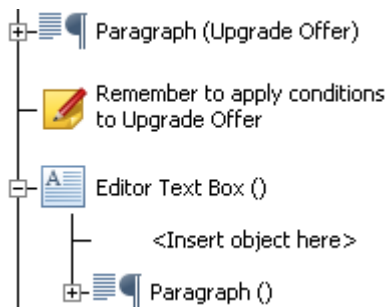 Paragraph (Upgrade Offer)
Remember to apply conditions
to Upgrade Offer
Editor Text Box ()
<Insert object here>
Paragraph ()